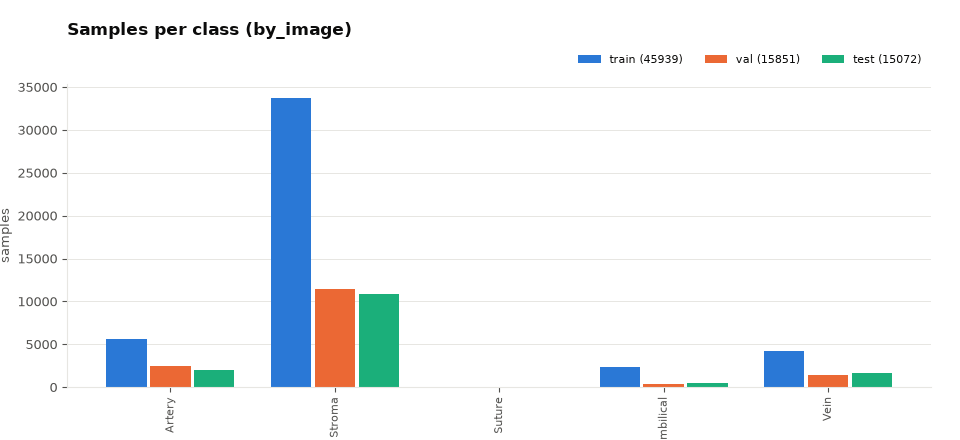 Samples per class (by_image)
train (45939) val (15851) test (15072)
35000
30000
25000
20000
15000
10000
5000
0
samples
Artery
Stroma
Suture
mbilical
Vein